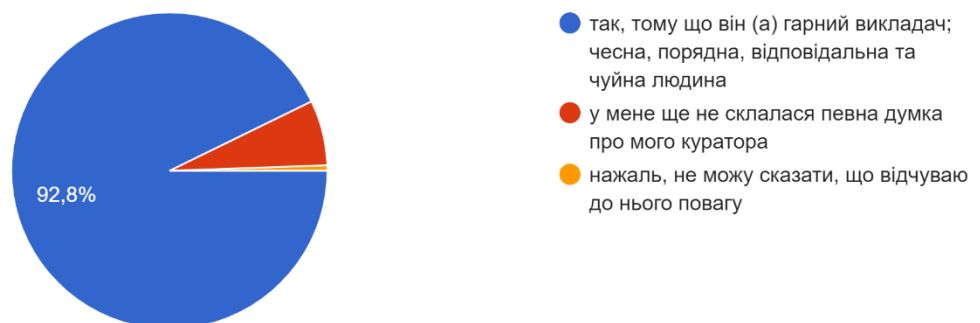 92,8%
так, тому що він (а) гарний викладач;
чесна, порядна, відповідальна та
чуйна людина
у мене ще не склалася певна думка
про мого куратора
нажаль, не можу сказати, що відчуваю
до нього повагу